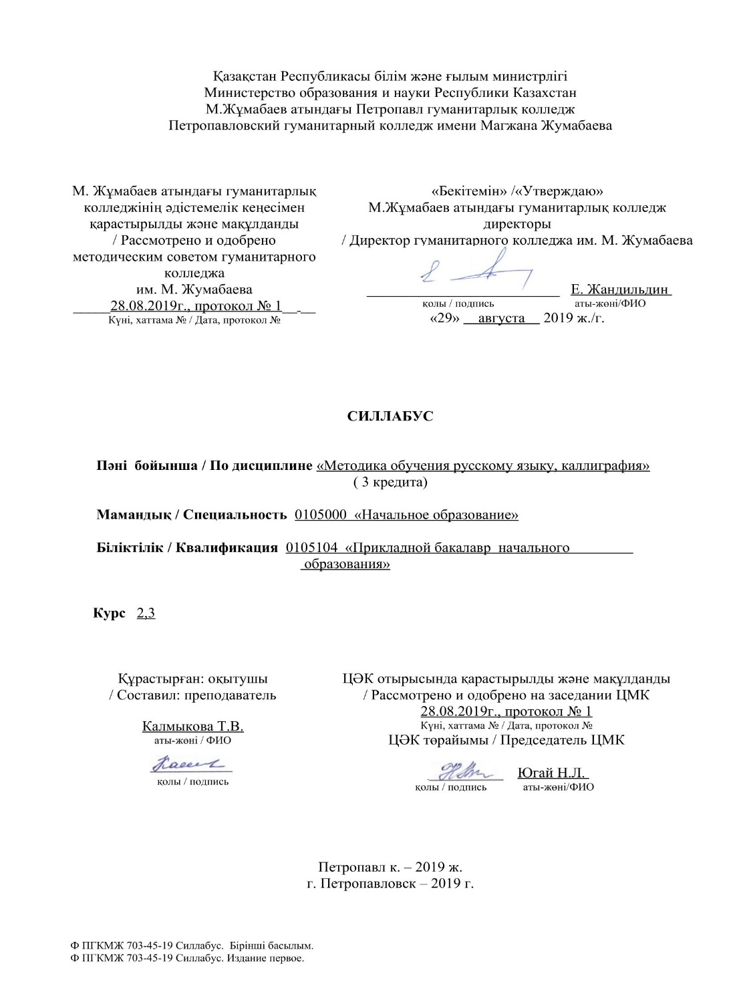 Қазақстан Республикасы білім және ғылым министрлігі
Министерство образования и науки Республики Казахстан
М.Жұмабаев атындағы Петропавл гуманитарлық колледж
Петропавловский гуманитарный колледж имени Магжана Жумабаева
М. Жұмабаев атындағы гуманитарлық
колледжінің әдістемелік кеңесімен
қарастырылды және мақұлданды
/ Рассмотрено и одобрено
методическим советом гуманитарного
колледжа
им. М. Жумабаева
28.08.2019г., протокол № 1
Күні, хаттама № / Дата, протокол №
«Бекітемін» /«Утверждаю»
М.Жұмабаев атындағы гуманитарлық колледж
директоры
/ Директор гуманитарного колледжа им. М. Жумабаева
Е. Жандильдин
қолы / подпись аты-жөні/ФИО
«29» августа 2019 ж./г.
СИЛЛАБУС
Пәні бойынша / По дисциплине «Методика обучения русскому языку, каллиграфия»
( 3 кредита)
Мамандық / Специальность 0105000 «Начальное образование»
Біліктілік / Квалификация 0105104 «Прикладной бакалавр начального
образования»
Курс 2,3
Құрастырған: оқытушы
/ Составил: преподаватель
Калмыкова Т.В.
аты-жөні / ФИО
қолы / подпись
ЦӘК отырысында қарастырылды және мақұлданды
/ Рассмотрено и одобрено на заседании ЦМК
28.08.2019г., протокол № 1
Күні, хаттама № / Дата, протокол №
ЦӘК төрайымы / Председатель ЦМК
Югай Н.Л.
қолы / подпись аты-жөні/ФИО
Петропавл к. – 2019 ж.
г. Петропавловск – 2019 г.
Ф ПГКМЖ 703-45-19 Силлабус. Бірінші басылым.
Ф ПГКМЖ 703-45-19 Силлабус. Издание первое.